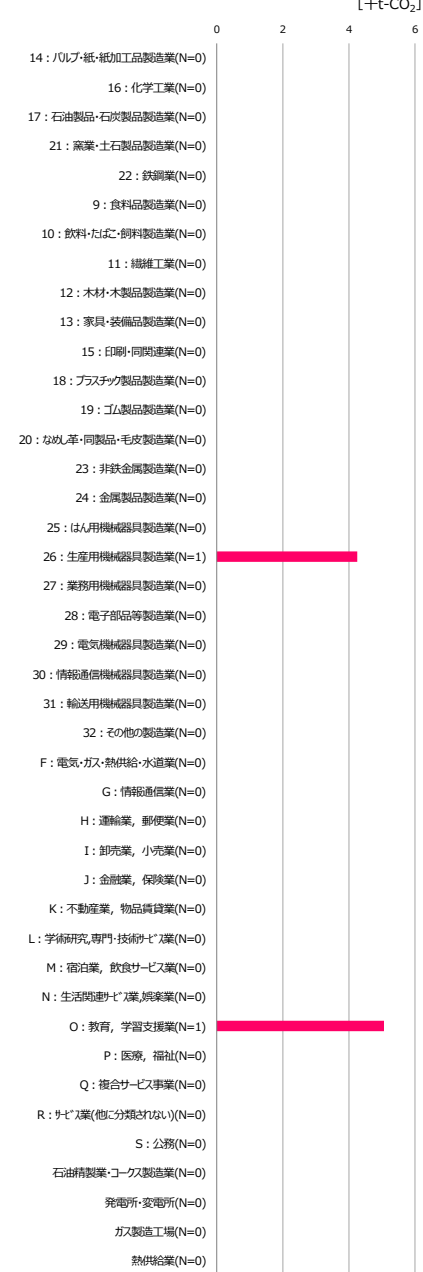 [千t-CO₂]
0 2 4 6
14：パルプ・紙・紙加工品製造業(N=0)
16：化学工業(N=0)
17：石油製品・石炭製品製造業(N=0)
21：窯業・土石製品製造業(N=0)
22：鉄鋼業(N=0)
9：食料品製造業(N=0)
10：飲料・たばこ・飼料製造業(N=0)
11：繊維工業(N=0)
12：木材・木製品製造業(N=0)
13：家具・装備品製造業(N=0)
15：印刷・同関連業(N=0)
18：プラスチック製品製造業(N=0)
19：ゴム製品製造業(N=0)
20：なめし革・同製品・毛皮製造業(N=0)
23：非鉄金属製造業(N=0)
24：金属製品製造業(N=0)
25：はん用機械器具製造業(N=0)
26：生産用機械器具製造業(N=1)
27：業務用機械器具製造業(N=0)
28：電子部品等製造業(N=0)
29：電気機械器具製造業(N=0)
30：情報通信機械器具製造業(N=0)
31：輸送用機械器具製造業(N=0)
32：その他の製造業(N=0)
F：電気・ガス・熱供給・水道業(N=0)
G：情報通信業(N=0)
H：運輸業，郵便業(N=0)
I：卸売業，小売業(N=0)
J：金融業，保険業(N=0)
K：不動産業，物品賃貸業(N=0)
L：学術研究,専門・技術サービス業(N=0)
M：宿泊業，飲食サービス業(N=0)
N：生活関連サービス業,娯楽業(N=0)
O：教育，学習支援業(N=1)
P：医療，福祉(N=0)
Q：複合サービス事業(N=0)
R：サービス業(他に分類されない)(N=0)
S：公務(N=0)
石油精製業・コークス製造業(N=0)
発電所・変電所(N=0)
ガス製造工場(N=0)
熱供給業(N=0)